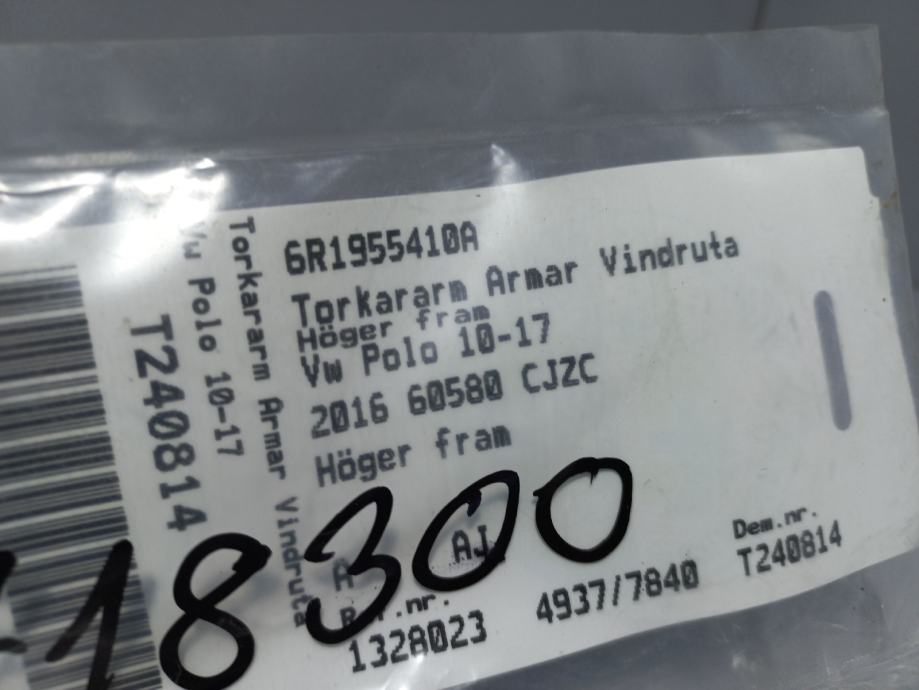 6R1955410A
Torkararm Armar Vindruta
Höger fram
Vw Polo 10-17
2016 60580 CJZC
Höger fram
AJ
1328023 4937/7840
Dem.nr.
T240814
Torkararm Armar Vindruta
Vw Polo 10-17
T240814
18300